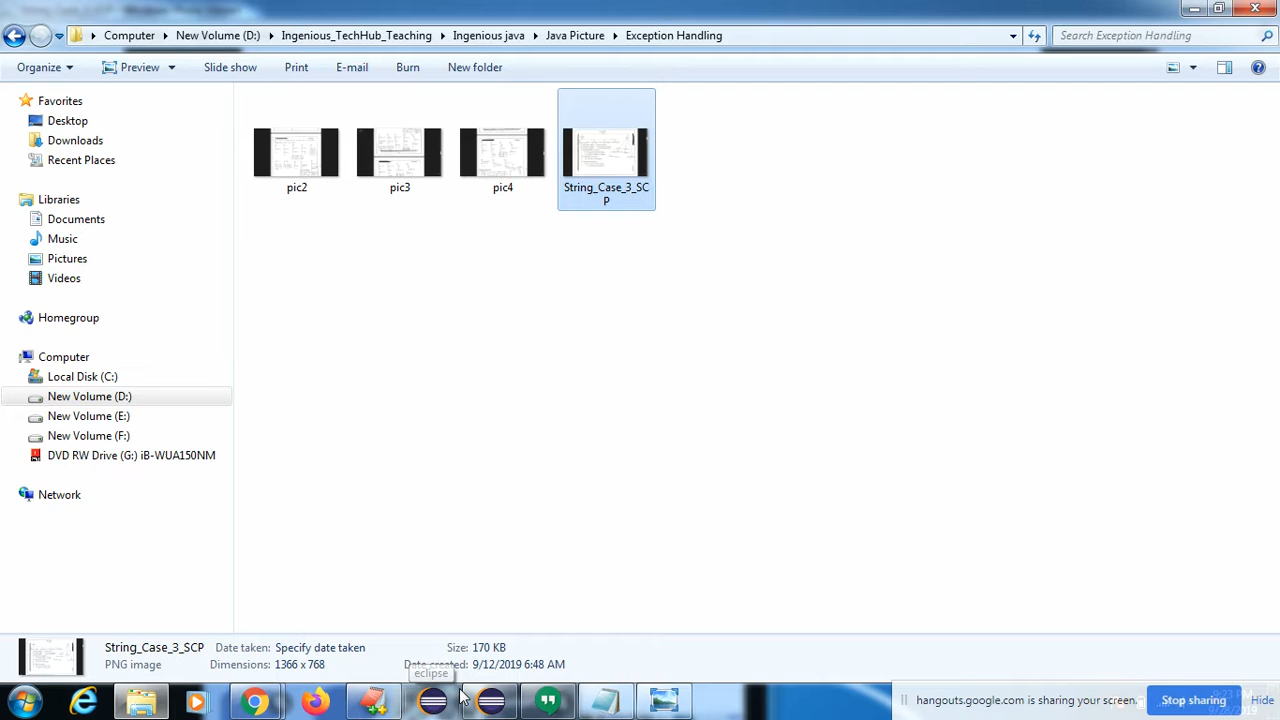 Computer New Volume (D:) Ingenious_TechHub_Teaching Ingenious java Java Picture Exception Handling Search Exception Handling
Organize Preview Slide show Print E-mail Burn New folder
Favorites
Desktop
Downloads
Recent Places
Libraries
Documents
Music
Pictures
Videos
Homegroup
Computer
Local Disk (C:)
New Volume (D:)
New Volume (E:)
New Volume (F:)
DVD RW Drive (G:) iB-WUA150NM
Network
pic2
pic3
pic4
String_Case_3_SC
P
String_Case_3_SCP Date taken: Specify date taken Size: 170 KB
PNG image Dimensions: 1366 x 768 Date created: 9/12/2019 6:48 AM
eclipse
hangouts.google.com is sharing your screen. Stop sharing Hide